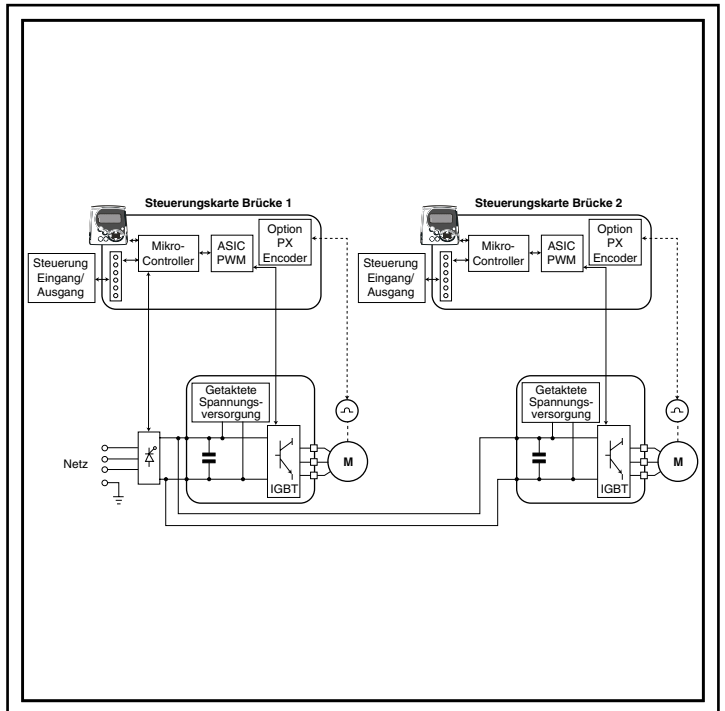 Steuerungskarte Brücke 1
Mikro-
Controller
ASIC
PWM
Option
PX
Encoder
Steuerung
Eingang/
Ausgang
Getaktete
Spannungs-
versorgung
Netz
IGBT
M
Steuerungskarte Brücke 2
Mikro-
Controller
ASIC
PWM
Option
PX
Encoder
Steuerung
Eingang/
Ausgang
Getaktete
Spannungs-
versorgung
IGBT
M